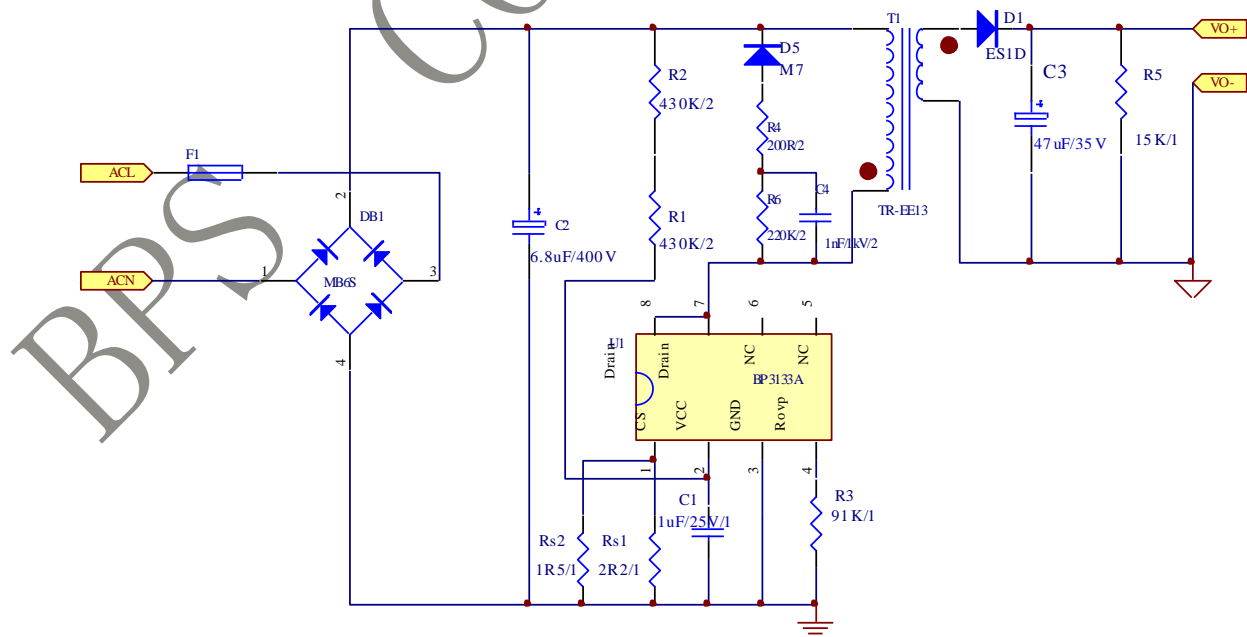 BPS CO
T1
D1
ES1D
VO+
VO-
C3
47uF/35V
R5
15K/1
D5
M7
R2
430K/2
R4
200R/2
F1
ACL
ACN
2
DB1
1
MB6S
3
4
C2
6.8uF/400V
R1
430K/2
R6
220K/2
C4
1nF/1kV/2
TR-EE13
8
7
6
5
U1
Drain
Drain
NC
NC
BP3133A
CS
VCC
GND
Rovp
1
2
3
4
C1
1uF/25V/1
R3
91K/1
Rs2
1R5/1
Rs1
2R2/1